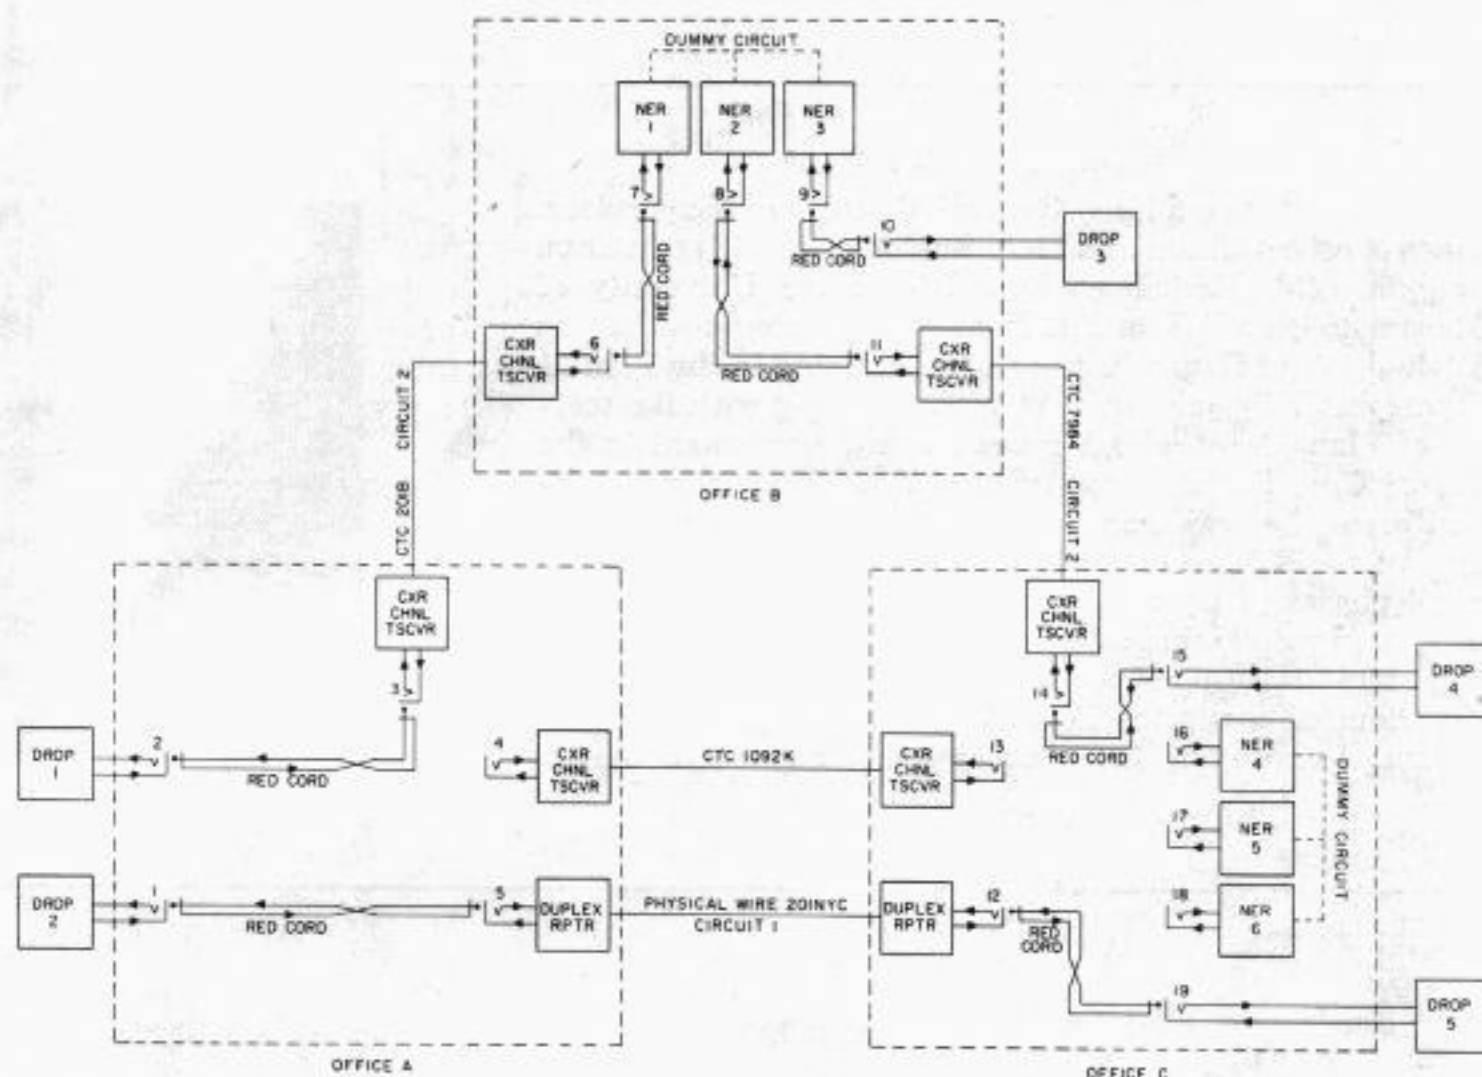 DUMMY CIRCUIT
NER
1
NER
2
NER
3
7
8
9
10
RED CORD
RED CORD
DROP
3
CXR
CHNL
TSCVR
6
RED CORD
11
CXR
CHNL
TSCVR
CIRCUIT 2
CTC 7984
OFFICE B
CTC 20XB
CIRCUIT 2
CXR
CHNL
TSCVR
3
CXR
CHNL
TSCVR
14
15
DROP
4
DROP
1
2
RED CORD
4
CXR
CHNL
TSCVR
CTC 1092K
CXR
CHNL
TSCVR
13
RED CORD
16
NER
4
17
NER
5
18
NER
6
DUMMY CIRCUIT
DROP
2
1
RED CORD
5
DUPLEX
RPTR
PHYSICAL WIRE 201NYC
CIRCUIT 1
DUPLEX
RPTR
12
RED
CORD
19
DROP
5
OFFICE A
OFFICE C